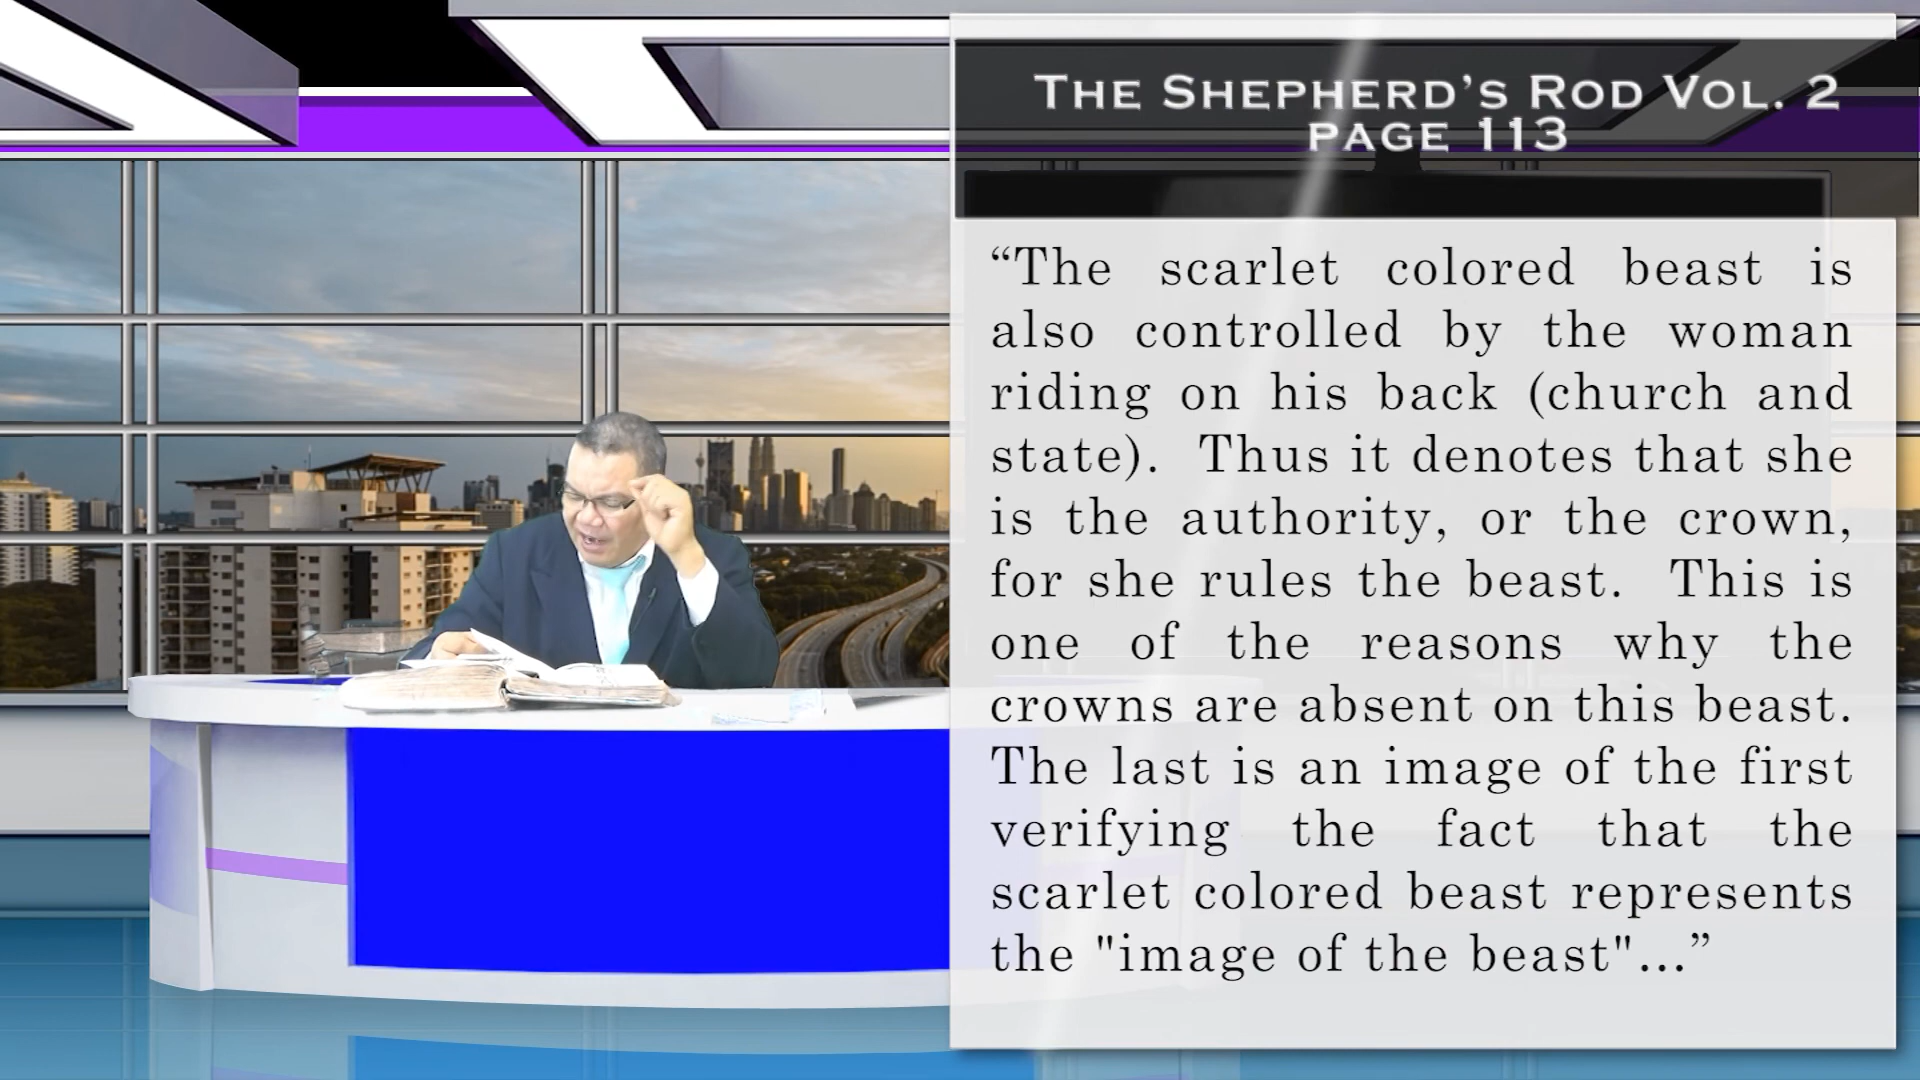 THE SHEPHERD'S ROD VOL. 2
PAGE 113
“The scarlet colored beast is
also controlled by the woman
riding on his back (church and
state). Thus it denotes that she
is the authority, or the crown,
for she rules the beast. This is
one of the reasons why the
crowns are absent on this beast.
The last is an image of the first
verifying the fact that the
scarlet colored beast represents
the "image of the beast"...”